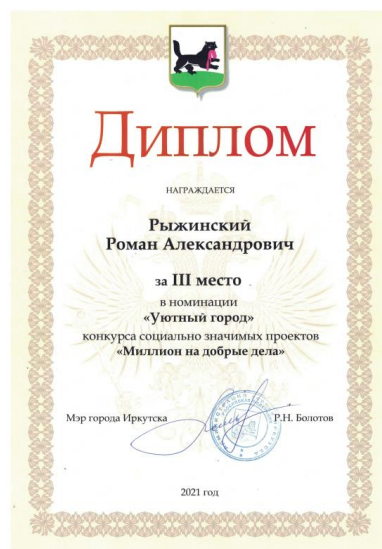 Диплом
НАГРАЖДАЕТСЯ
Рыжинский
Роман Александрович
за III место
в номинации
«Уютный город»
конкурса социально значимых проектов
«Миллион на добрые дела»
Мэр города Иркутска
Р.Н. Болотов
2021 год